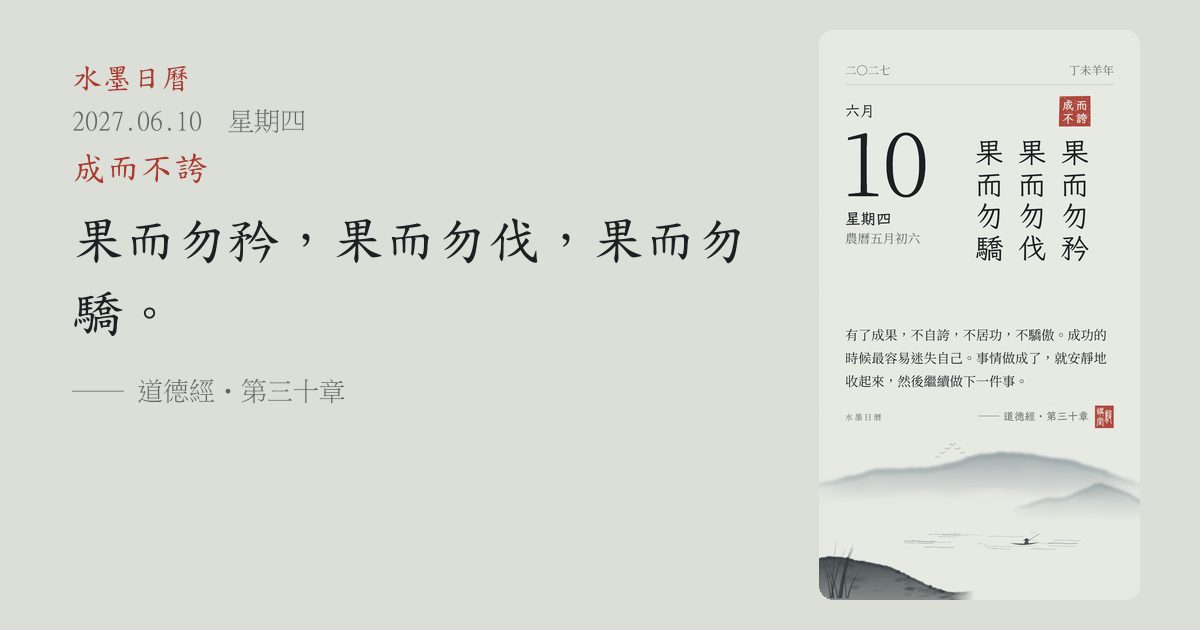 水墨日曆
2027.06.10 星期四
成而不誇
果而勿矜，果而勿伐，果而勿
驕。
—— 道德經・第三十章
二〇二七
丁未羊年
六月
10
星期四
農曆五月初六
成而不誇
果而勿矜
果而勿伐
果而勿驕
有了成果，不自誇，不居功，不驕傲。成功的
時候最容易迷失自己。事情做成了，就安靜地
收起來，然後繼續做下一件事。
水墨日曆
—— 道德經・第三十章